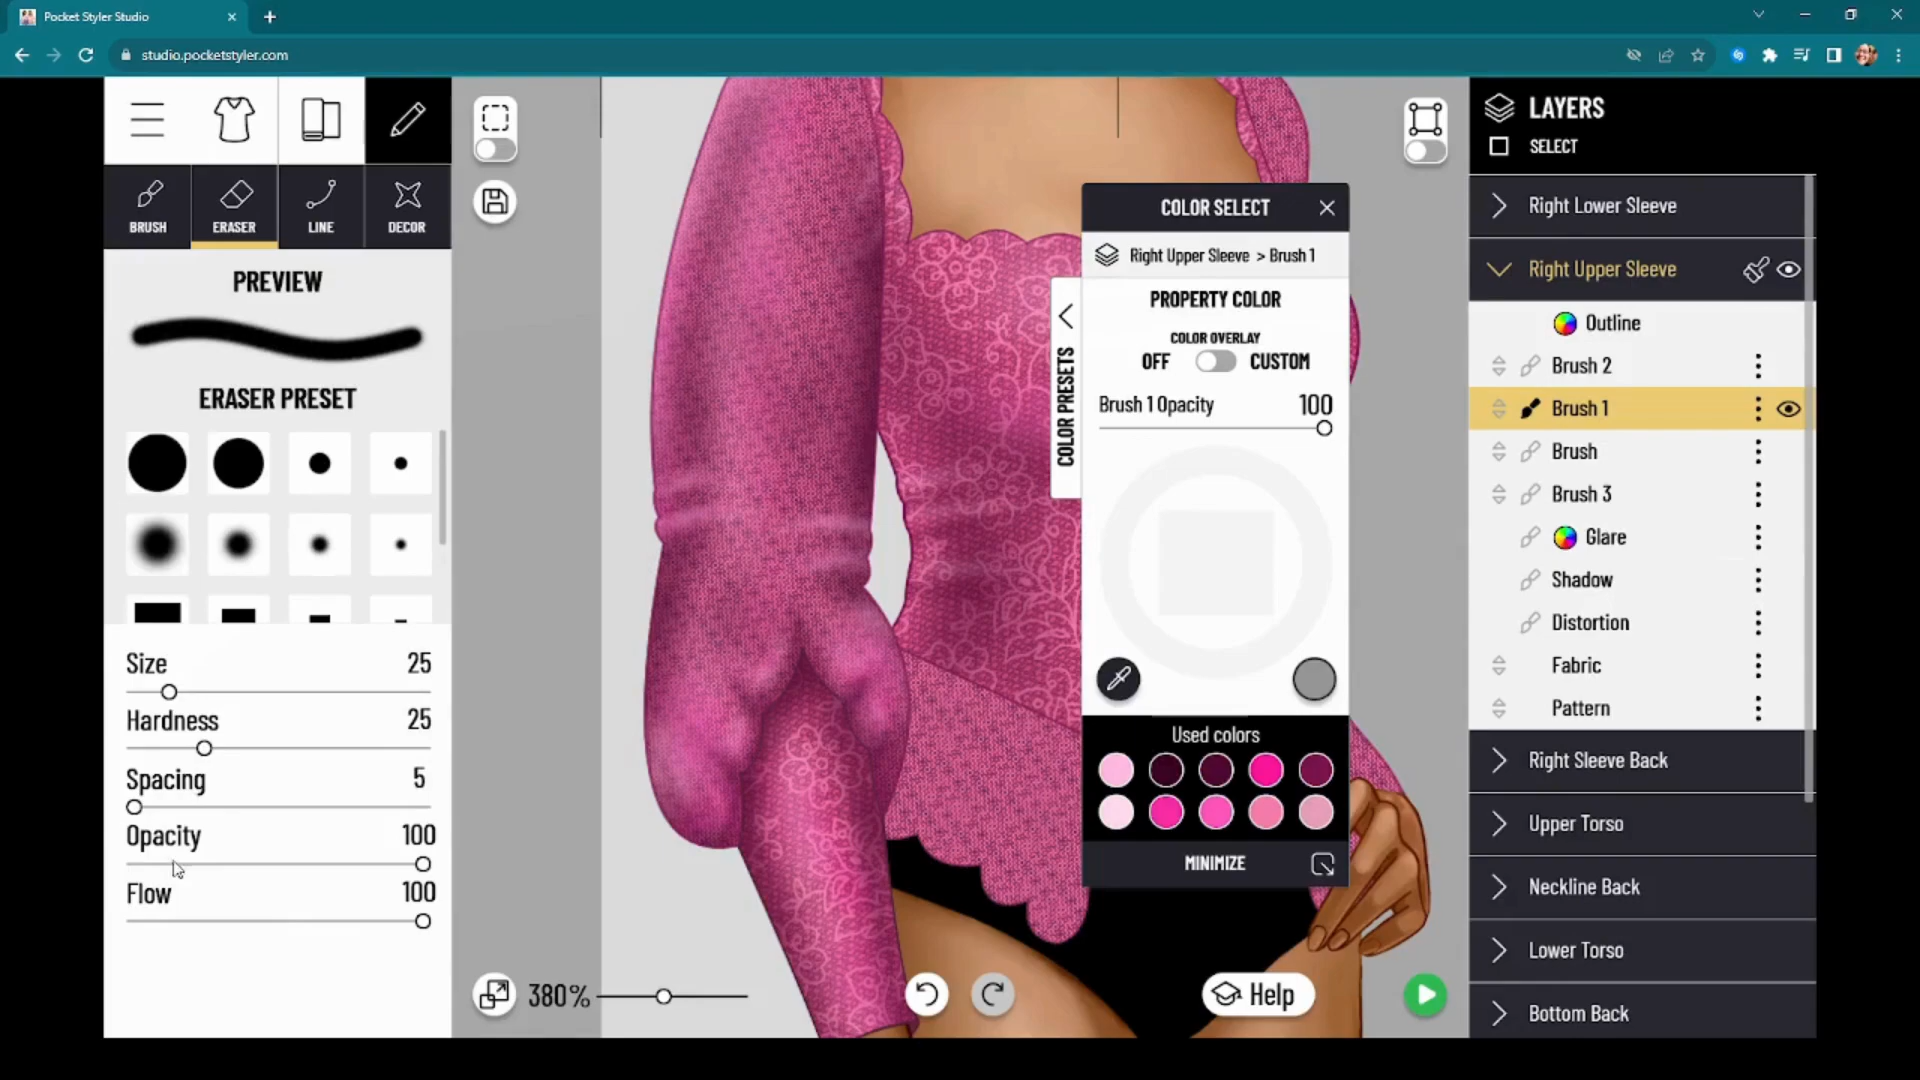 Pocket Styler Studio
studio.pocketstyler.com
BRUSH
ERASER
LINE
DECOR
PREVIEW
ERASER PRESET
Size 25
Hardness 25
Spacing 5
Opacity 100
Flow 100
380%
Help
COLOR SELECT
Right Upper Sleeve > Brush 1
PROPERTY COLOR
COLOR OVERLAY
OFF CUSTOM
Brush 1 Opacity 100
COLOR PRESETS
Used colors
MINIMIZE
LAYERS
SELECT
Right Lower Sleeve
Right Upper Sleeve
Outline
Brush 2
Brush 1
Brush
Brush 3
Glare
Shadow
Distortion
Fabric
Pattern
Right Sleeve Back
Upper Torso
Neckline Back
Lower Torso
Bottom Back